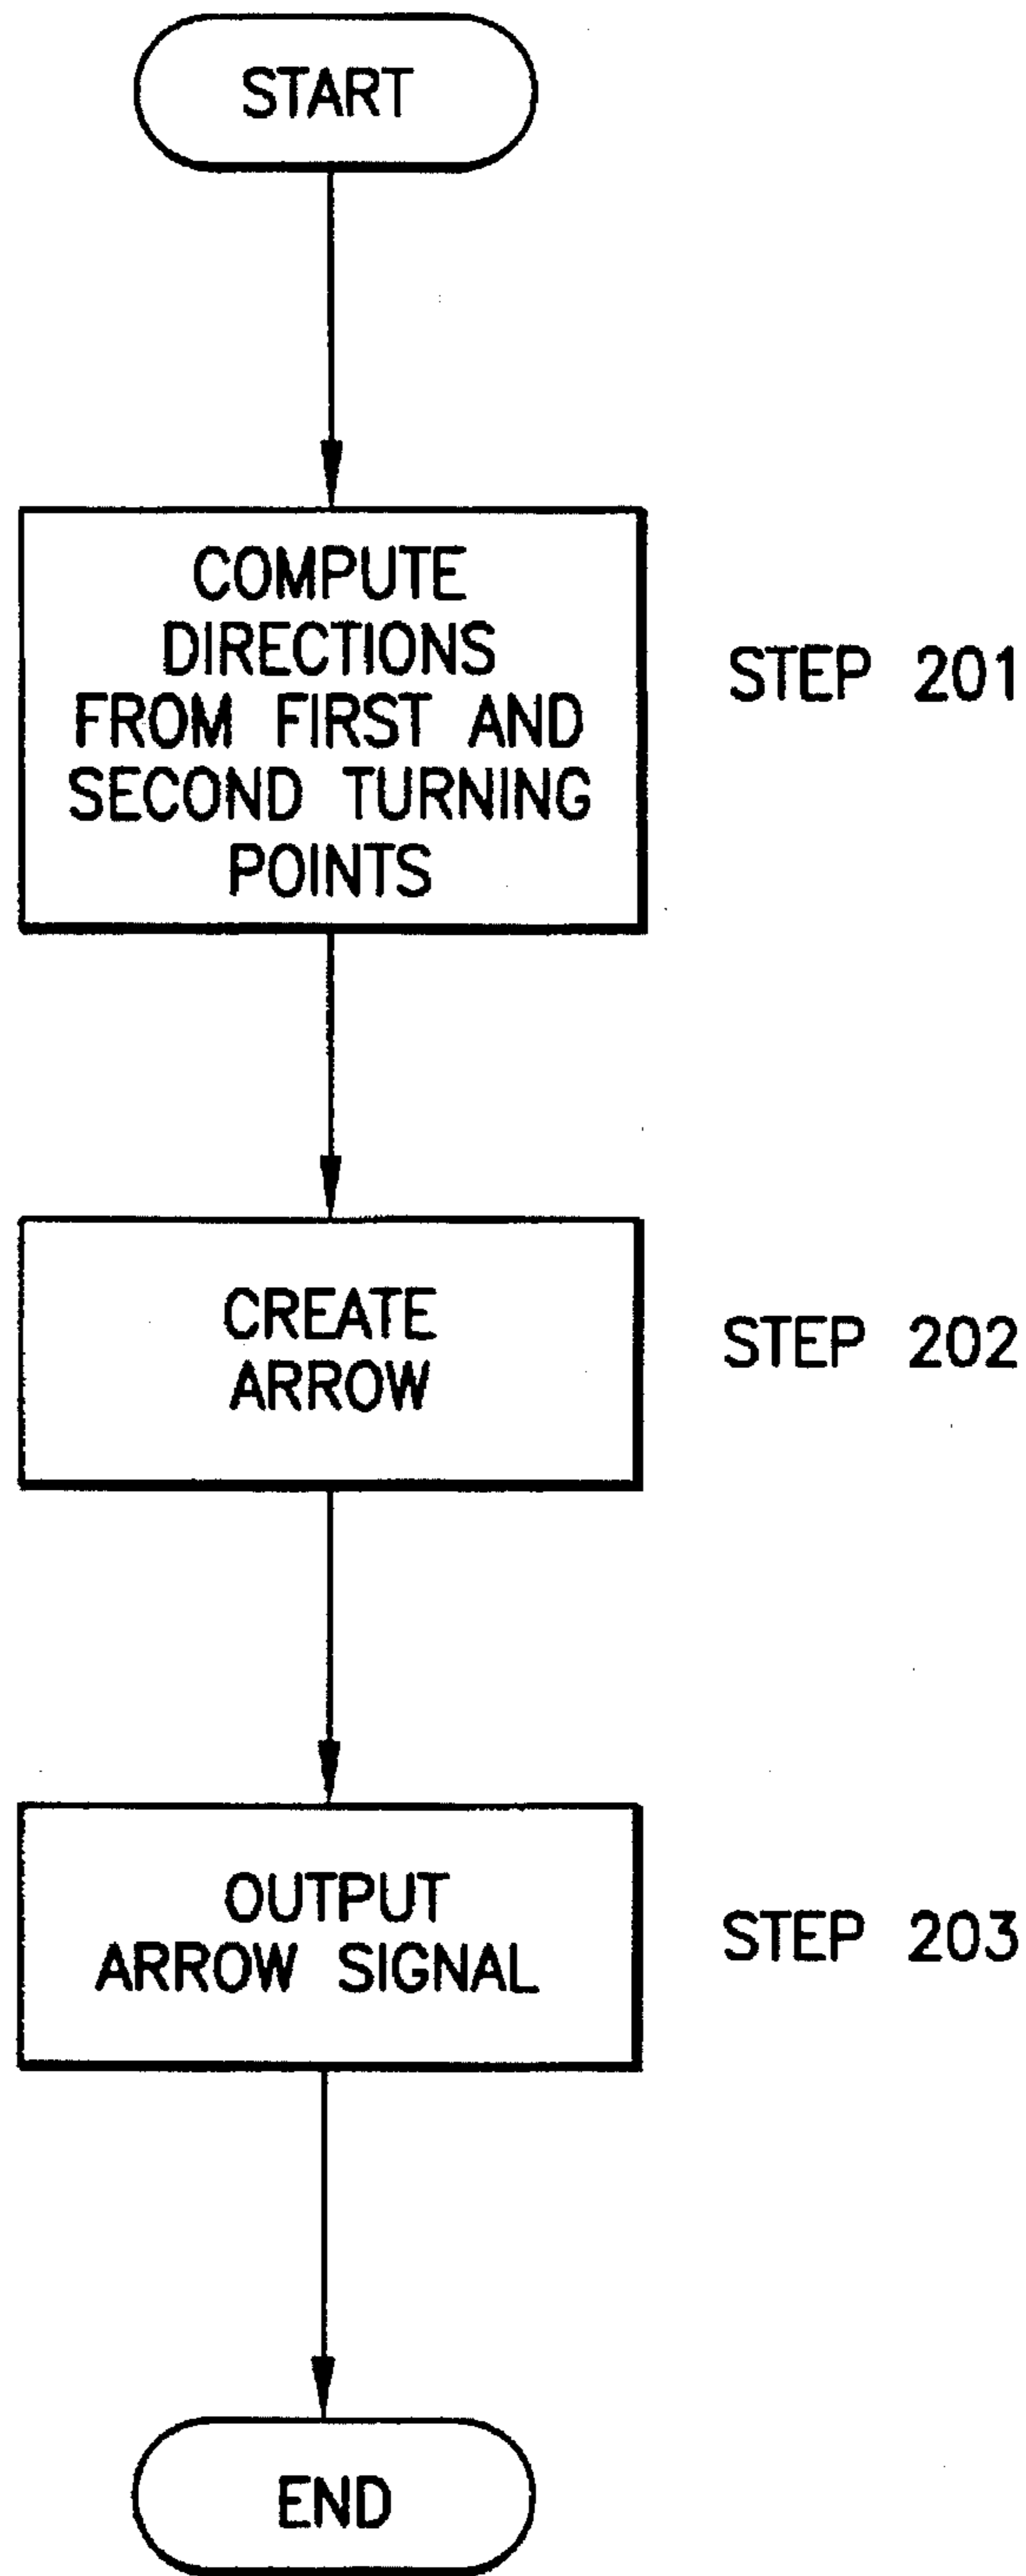 START
COMPUTE
DIRECTIONS
FROM FIRST AND
SECOND TURNING
POINTS
STEP 201
CREATE
ARROW
STEP 202
OUTPUT
ARROW SIGNAL
STEP 203
END